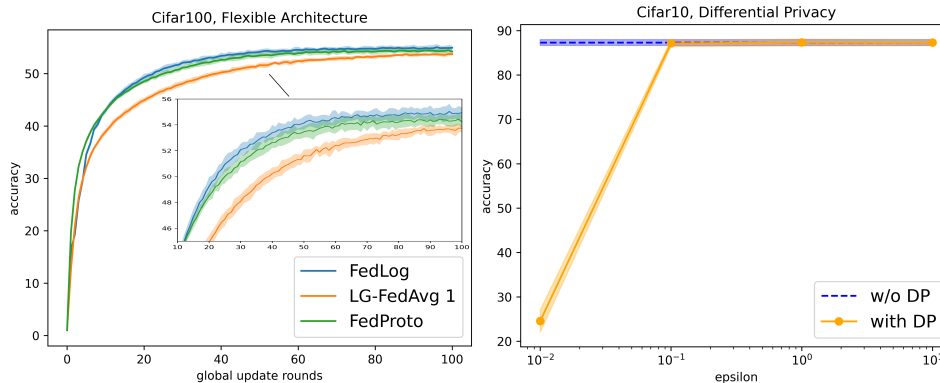 Cifar100, Flexible Architecture
accuracy
50
40
30
20
10
0
56
54
52
50
48
46
10 20 30 40 50 60 70 80 90 100
FedLog
LG-FedAvg 1
FedProto
0 20 40 60 80 100
global update rounds
Cifar10, Differential Privacy
accuracy
90
80
70
60
50
40
30
20
w/o DP
with DP
10⁻² 10⁻¹ 10⁰ 10¹
epsilon